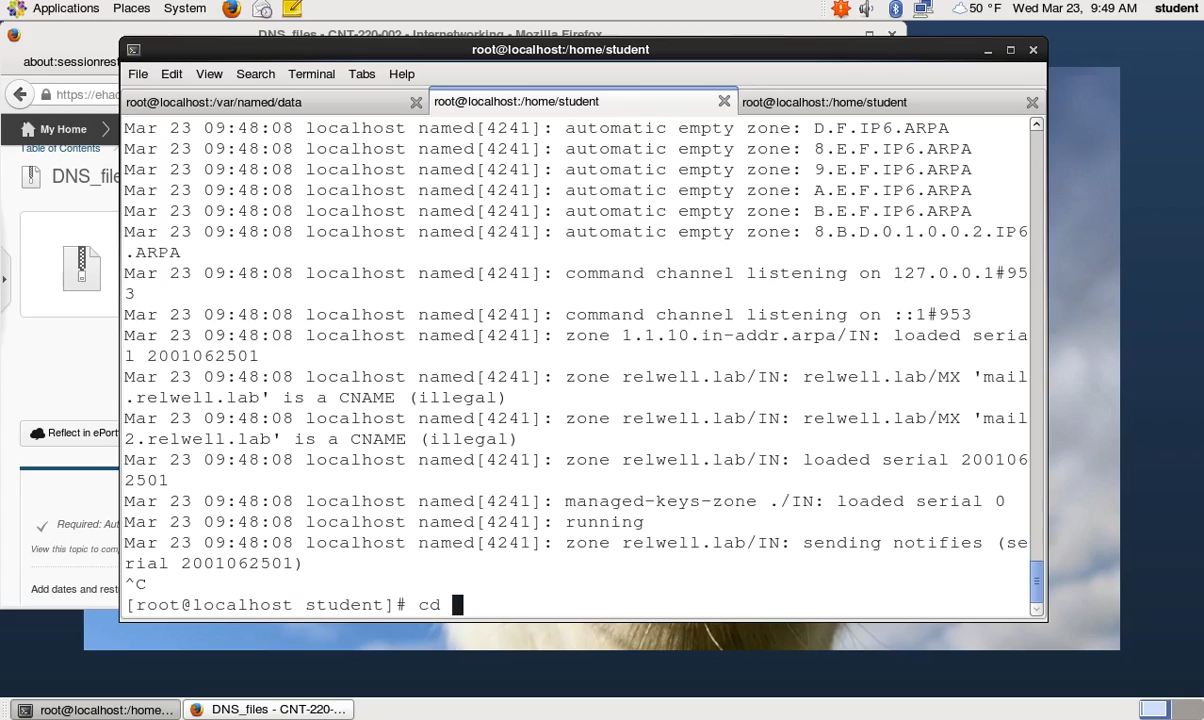 Applications Places System 50 °F Wed Mar 23, 9:49 AM student
DNS_files - CNT-220-002 - Internetworking - Mozilla Firefox
about:sessionres
root@localhost:/home/student
File Edit View Search Terminal Tabs Help
https://ehac
root@localhost:/var/named/data root@localhost:/home/student root@localhost:/home/student
My Home
Table of Contents
DNS_file
Mar 23 09:48:08 localhost named[4241]: automatic empty zone: D.F.IP6.ARPA
Mar 23 09:48:08 localhost named[4241]: automatic empty zone: 8.E.F.IP6.ARPA
Mar 23 09:48:08 localhost named[4241]: automatic empty zone: 9.E.F.IP6.ARPA
Mar 23 09:48:08 localhost named[4241]: automatic empty zone: A.E.F.IP6.ARPA
Mar 23 09:48:08 localhost named[4241]: automatic empty zone: B.E.F.IP6.ARPA
Mar 23 09:48:08 localhost named[4241]: automatic empty zone: 8.B.D.0.1.0.0.2.IP6
.ARPA
Mar 23 09:48:08 localhost named[4241]: command channel listening on 127.0.0.1#95
3
Mar 23 09:48:08 localhost named[4241]: command channel listening on ::1#953
Mar 23 09:48:08 localhost named[4241]: zone 1.1.10.in-addr.arpa/IN: loaded seria
l 2001062501
Mar 23 09:48:08 localhost named[4241]: zone relwell.lab/IN: relwell.lab/MX 'mail
.relwell.lab' is a CNAME (illegal)
Mar 23 09:48:08 localhost named[4241]: zone relwell.lab/IN: relwell.lab/MX 'mail
2.relwell.lab' is a CNAME (illegal)
Mar 23 09:48:08 localhost named[4241]: zone relwell.lab/IN: loaded serial 200106
2501
Mar 23 09:48:08 localhost named[4241]: managed-keys-zone ./IN: loaded serial 0
Mar 23 09:48:08 localhost named[4241]: running
Mar 23 09:48:08 localhost named[4241]: zone relwell.lab/IN: sending notifies (se
rial 2001062501)
^C
[root@localhost student]# cd
Reflect in ePort
Required: Aut
View this topic to comp
Add dates and rest
root@localhost:/home... DNS_files - CNT-220-...